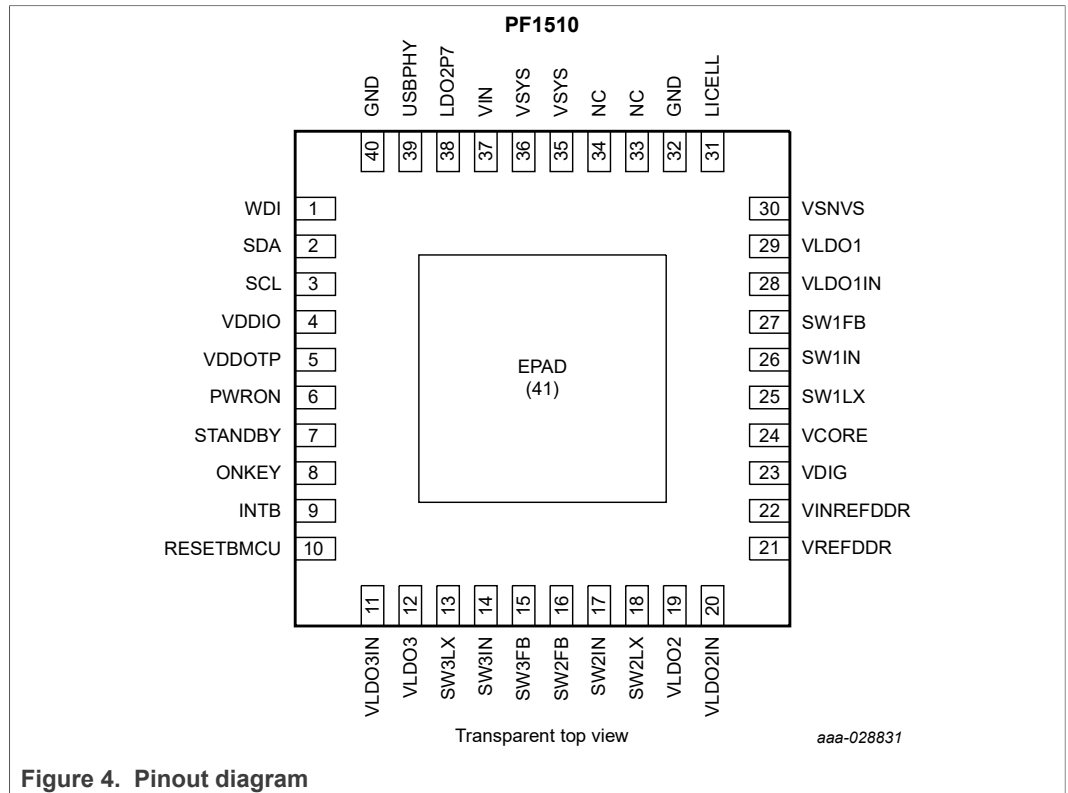 PF1510
GND
USBPHY
LDO2P7
VIN
VSYS
VSYS
NC
NC
GND
LICELL
40
39
38
37
36
35
34
33
32
31
WDI 1
SDA 2
SCL 3
VDDIO 4
VDDOTP 5
PWRON 6
STANDBY 7
ONKEY 8
INTB 9
RESETBMCU 10
EPAD
(41)
30 VSNVS
29 VLDO1
28 VLDO1IN
27 SW1FB
26 SW1IN
25 SW1LX
24 VCORE
23 VDIG
22 VINREFDDR
21 VREFDDR
11
12
13
14
15
16
17
18
19
20
VLDO3IN
VLDO3
SW3LX
SW3IN
SW3FB
SW2FB
SW2IN
SW2LX
VLDO2
VLDO2IN
Transparent top view
aaa-028831
Figure 4. Pinout diagram